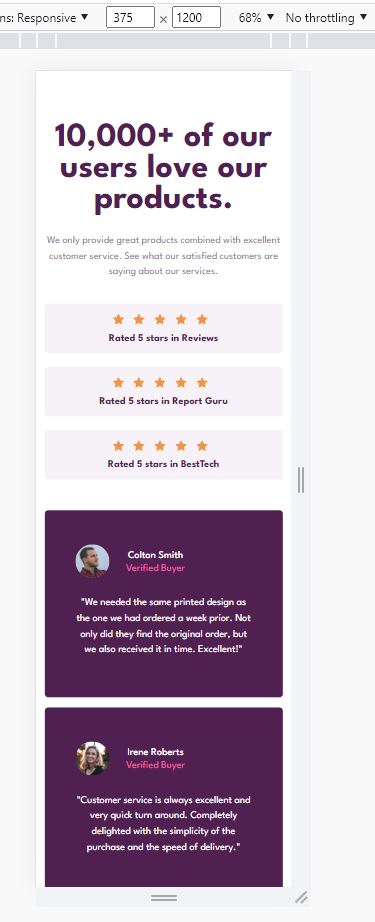 ns: Responsive ▼ 375 × 1200 68% ▼ No throttling ▼
10,000+ of our
users love our
products.
We only provide great products combined with excellent
customer service. See what our satisfied customers are
saying about our services.
Rated 5 stars in Reviews
Rated 5 stars in Report Guru
Rated 5 stars in BestTech
Colton Smith
Verified Buyer
"We needed the same printed design as
the one we had ordered a week prior. Not
only did they find the original order, but
we also received it in time. Excellent!"
Irene Roberts
Verified Buyer
"Customer service is always excellent and
very quick turn around. Completely
delighted with the simplicity of the
purchase and the speed of delivery."